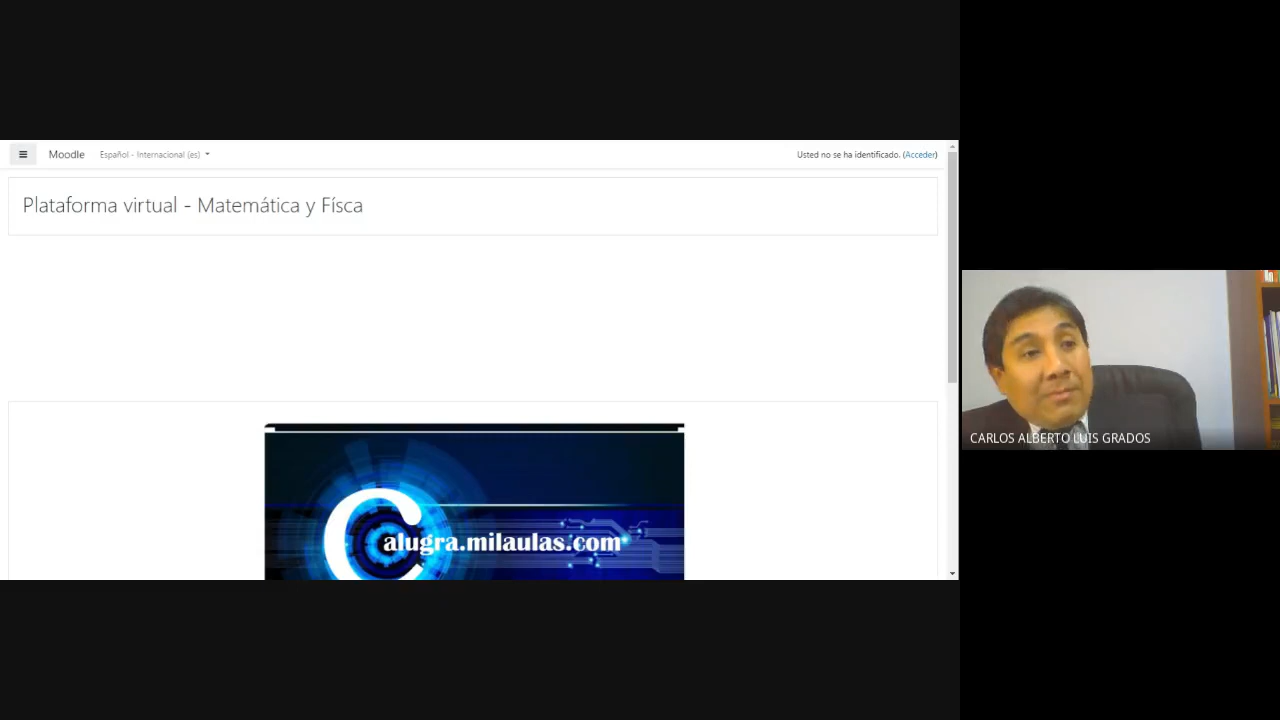 Moodle Español - Internacional (es) Usted no se ha identificado. (Acceder)
Plataforma virtual - Matemática y Físca
Calugra.milaulas.com
CARLOS ALBERTO LUIS GRADOS